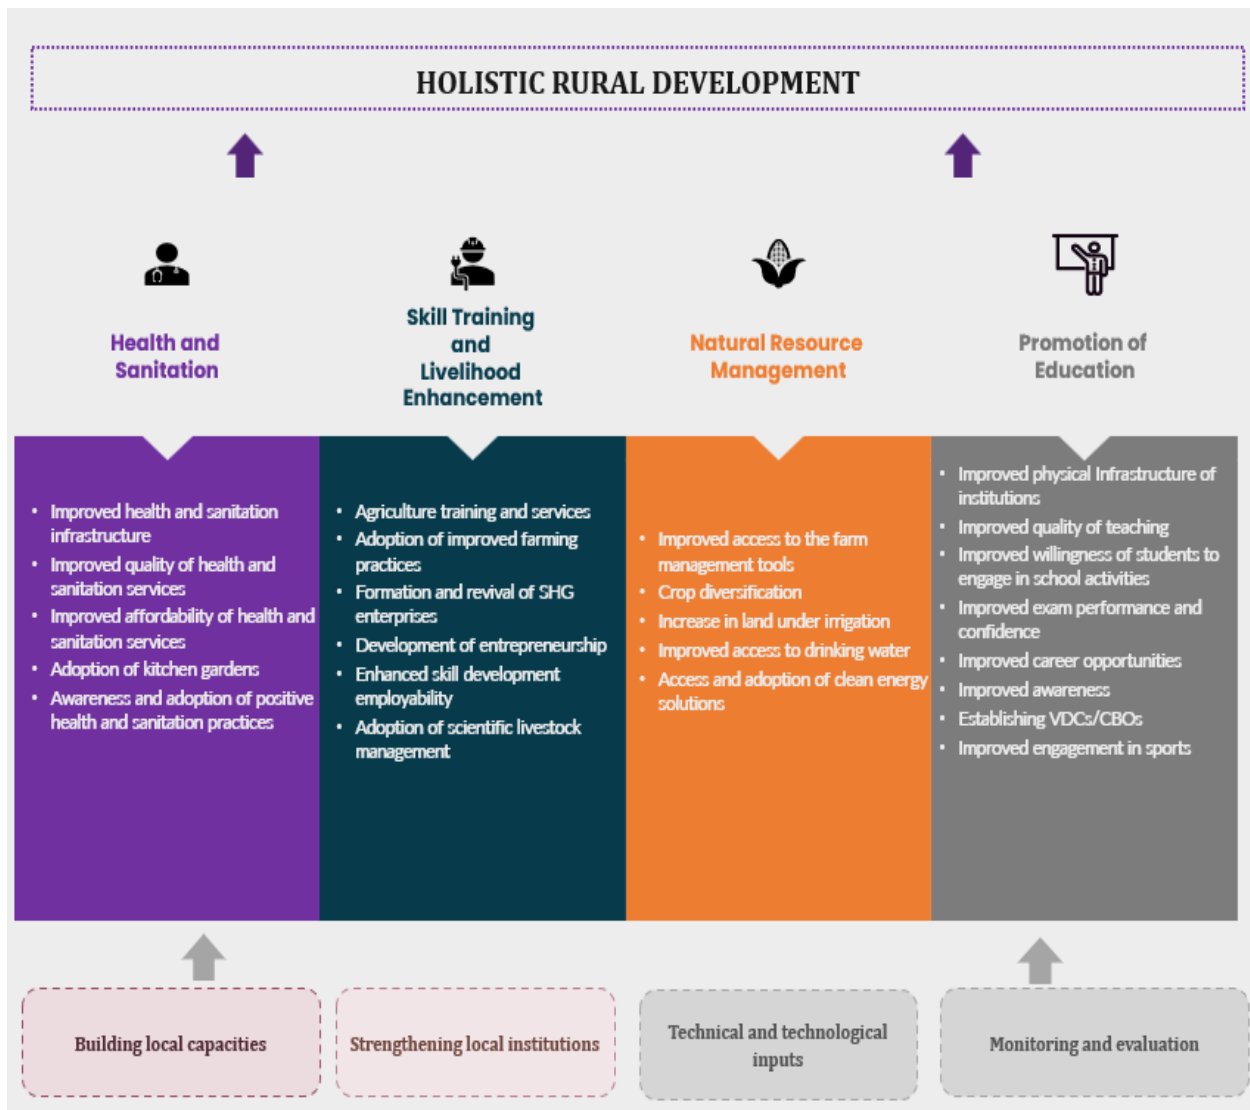 HOLISTIC RURAL DEVELOPMENT
Health and
Sanitation
Skill Training
and
Livelihood
Enhancement
Natural Resource
Management
Promotion of
Education
• Improved health and sanitation
infrastructure
• Improved quality of health and
sanitation services
• Improved affordability of health and
sanitation services
• Adoption of kitchen gardens
• Awareness and adoption of positive
health and sanitation practices
• Agriculture training and services
• Adoption of improved farming
practices
• Formation and revival of SHG
enterprises
• Development of entrepreneurship
• Enhanced skill development
employability
• Adoption of scientific livestock
management
• Improved access to the farm
management tools
• Crop diversification
• Increase in land under irrigation
• Improved access to drinking water
• Access and adoption of clean energy
solutions
• Improved physical Infrastructure of
institutions
• Improved quality of teaching
• Improved willingness of students to
engage in school activities
• Improved exam performance and
confidence
• Improved career opportunities
• Improved awareness
• Establishing VDCs/CBOs
• Improved engagement in sports
Building local capacities
Strengthening local institutions
Technical and technological
inputs
Monitoring and evaluation